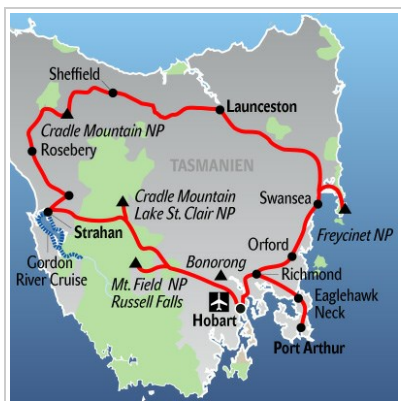 Sheffield
Launceston
Cradle Mountain NP
Rosebery
TASMANIEN
Cradle Mountain
Lake St. Clair NP
Swansea
Strahan
Freycinet NP
Orford
Bonorong
Gordon
River Cruise
Richmond
Mt. Field NP
Russell Falls
Eaglehawk
Neck
Hobart
Port Arthur